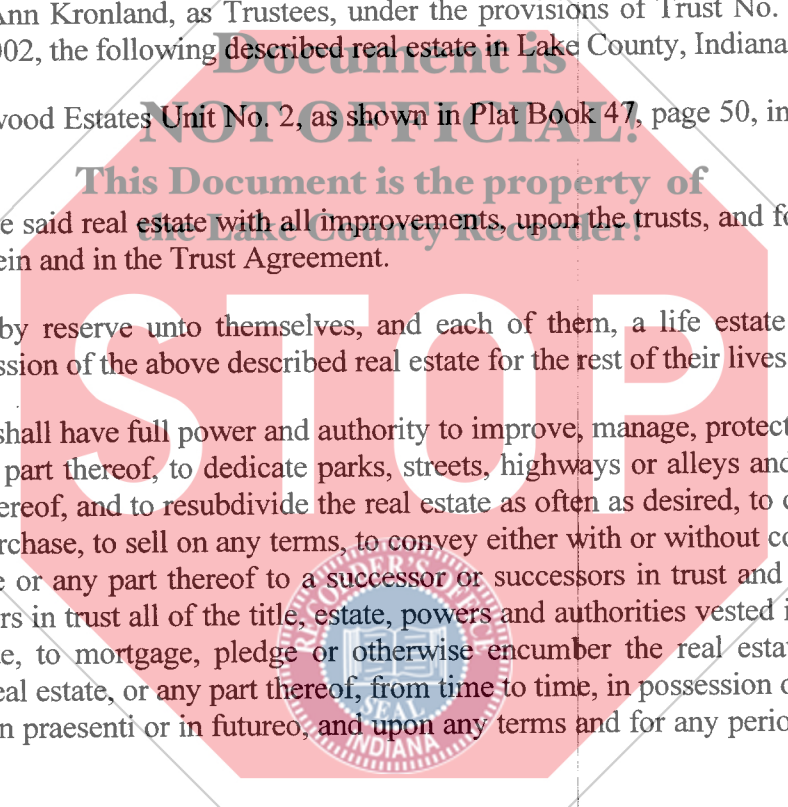 Ann Kronland, as Trustees, under the provisions of Trust No.
002, the following described real estate in Lake County, Indiana
Document is
wood Estates Unit No. 2, as shown in Plat Book 47, page 50, in
NOT OFFICIAL!
This Document is the property of
e said real estate with all improvements, upon the trusts, and fo
the Lake County Recorder!
ein and in the Trust Agreement.
by reserve unto themselves, and each of them, a life estate
ssion of the above described real estate for the rest of their lives
STOP
shall have full power and authority to improve, manage, protect
part thereof, to dedicate parks, streets, highways or alleys and
ereof, and to resubdivide the real estate as often as desired, to c
rchase, to sell on any terms, to convey either with or without co
e or any part thereof to a successor or successors in trust and
rs in trust all of the title, estate, powers and authorities vested i
e, to mortgage, pledge or otherwise encumber the real esta
eal estate, or any part thereof, from time to time, in possession o
n praesenti or in futureo, and upon any terms and for any perio
RECORDER'S OFFICE
SEAL
INDIANA